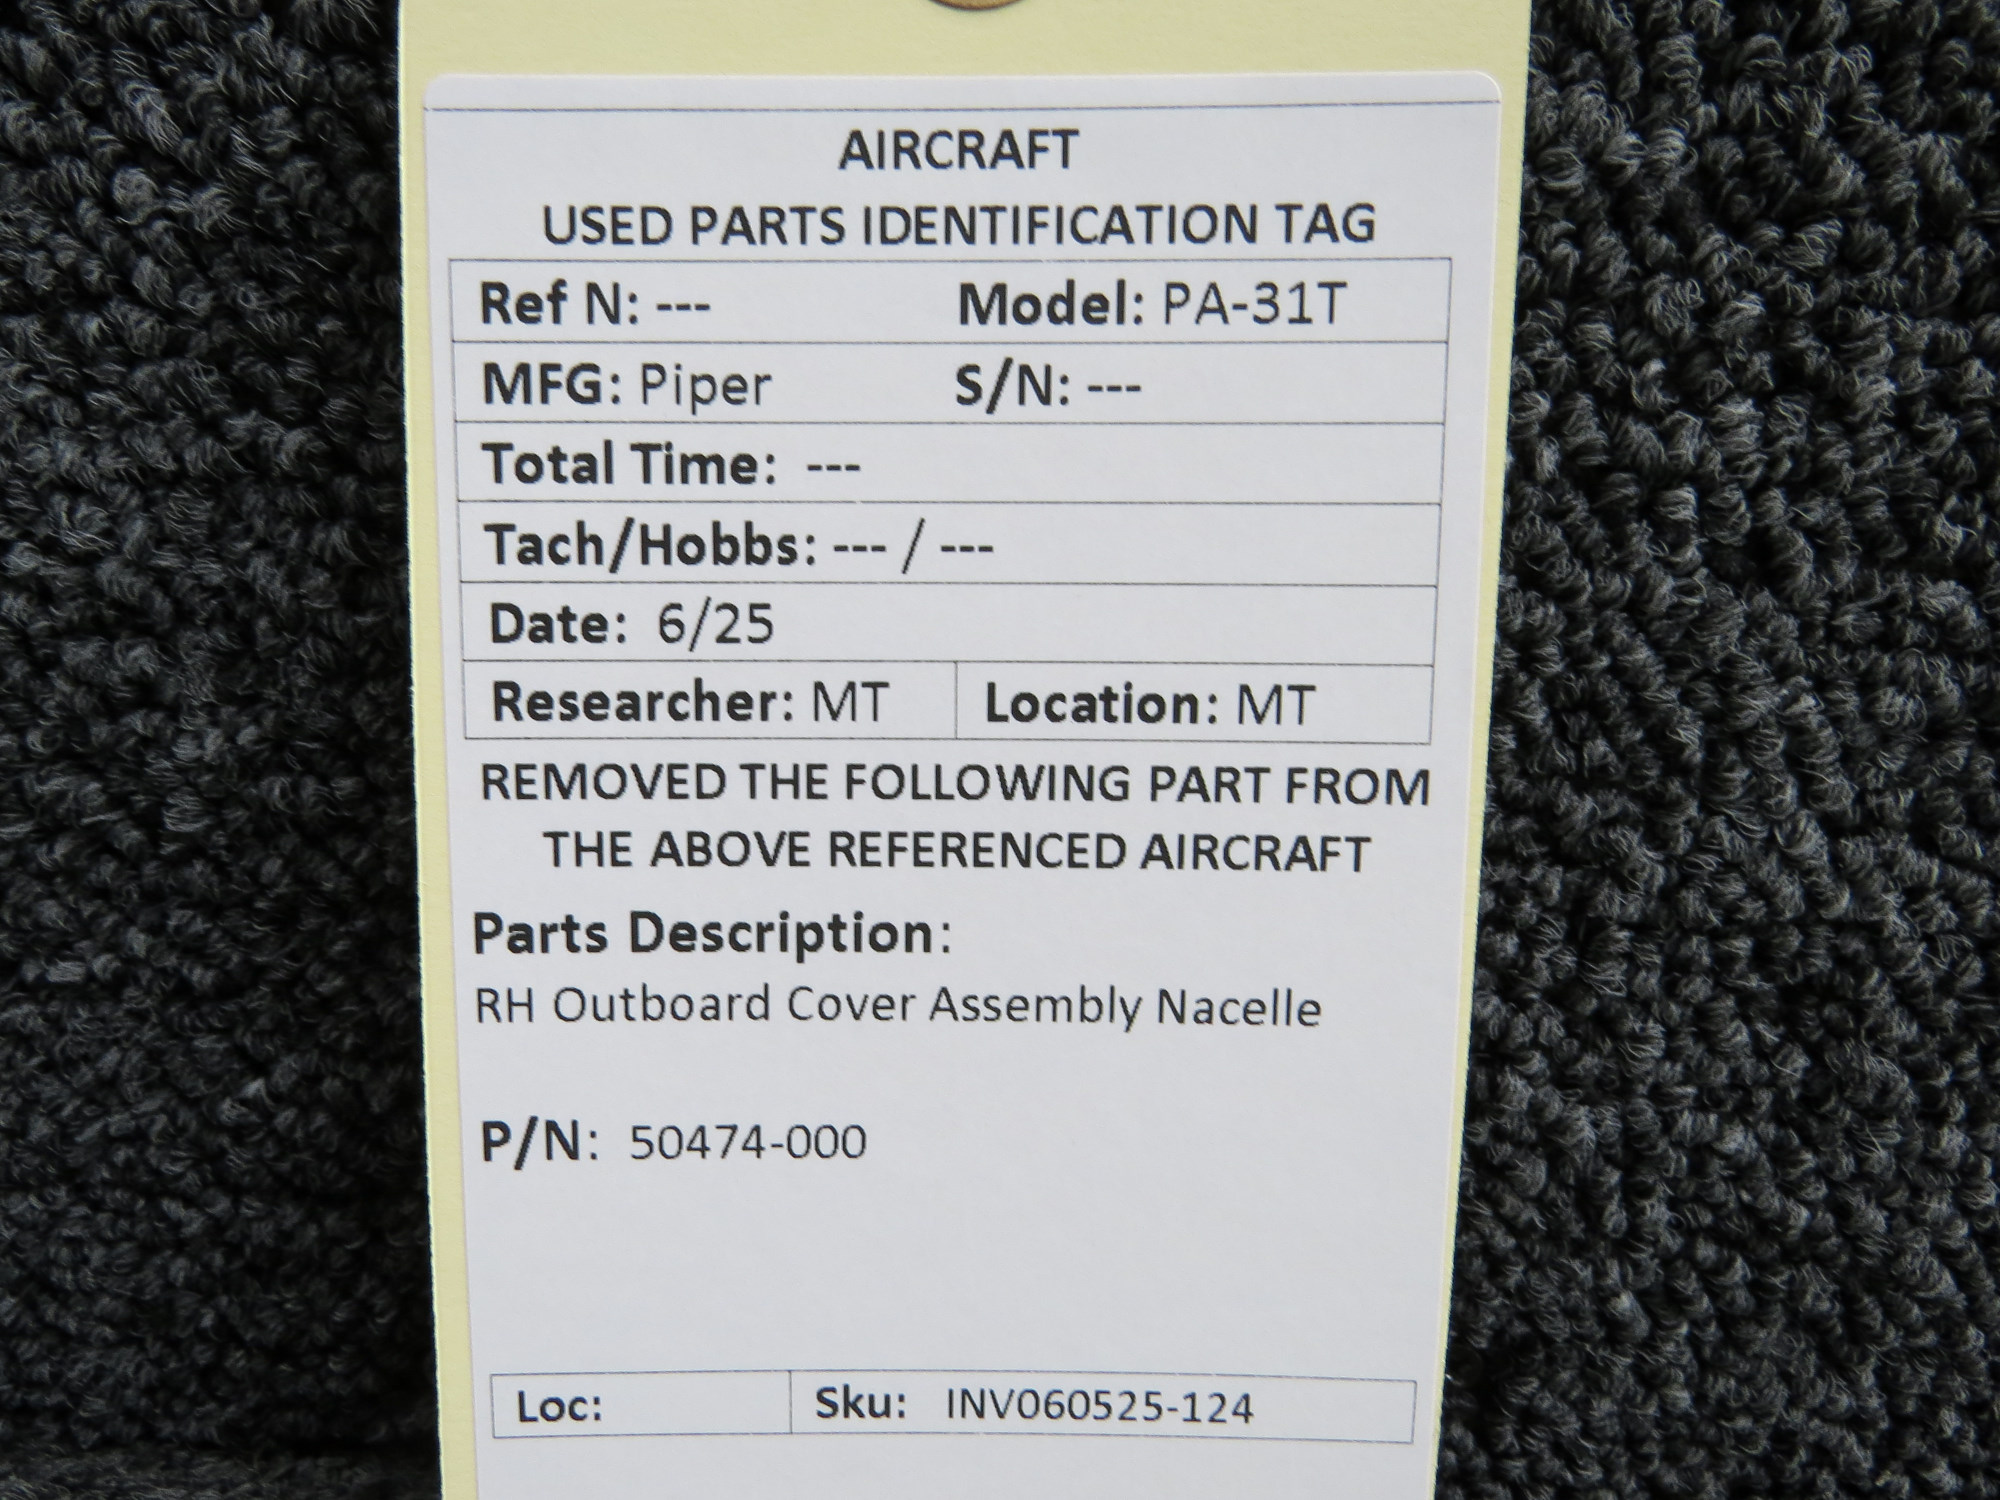 AIRCRAFT
USED PARTS IDENTIFICATION TAG
Ref N: --- Model: PA-31T
MFG: Piper S/N: ---
Total Time: ---
Tach/Hobbs: --- / ---
Date: 6/25
Researcher: MT Location: MT
REMOVED THE FOLLOWING PART FROM
THE ABOVE REFERENCED AIRCRAFT
Parts Description:
RH Outboard Cover Assembly Nacelle
P/N: 50474-000
Loc: Sku: INV060525-124